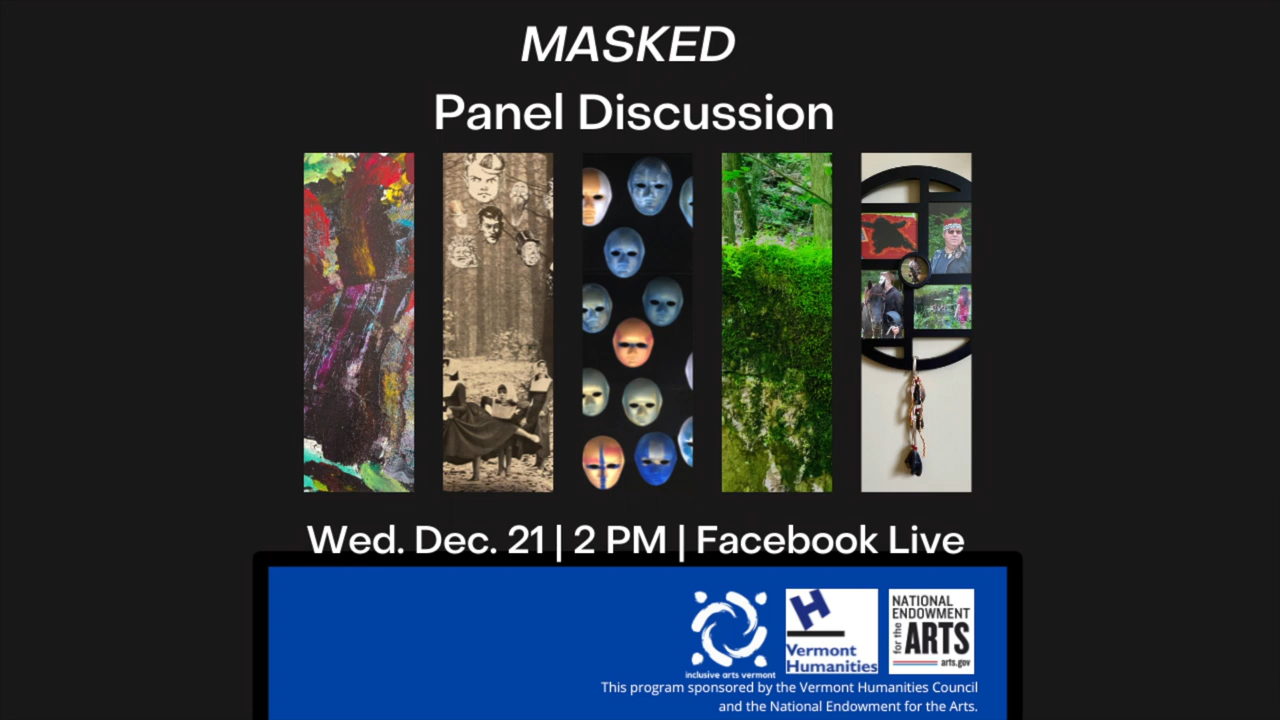 MASKED
Panel Discussion
Wed. Dec. 21 | 2 PM | Facebook Live
inclusive arts vermont
H
Vermont
Humanities
NATIONAL
ENDOWMENT
for the
ARTS
arts.gov
This program sponsored by the Vermont Humanities Council
and the National Endowment for the Arts.